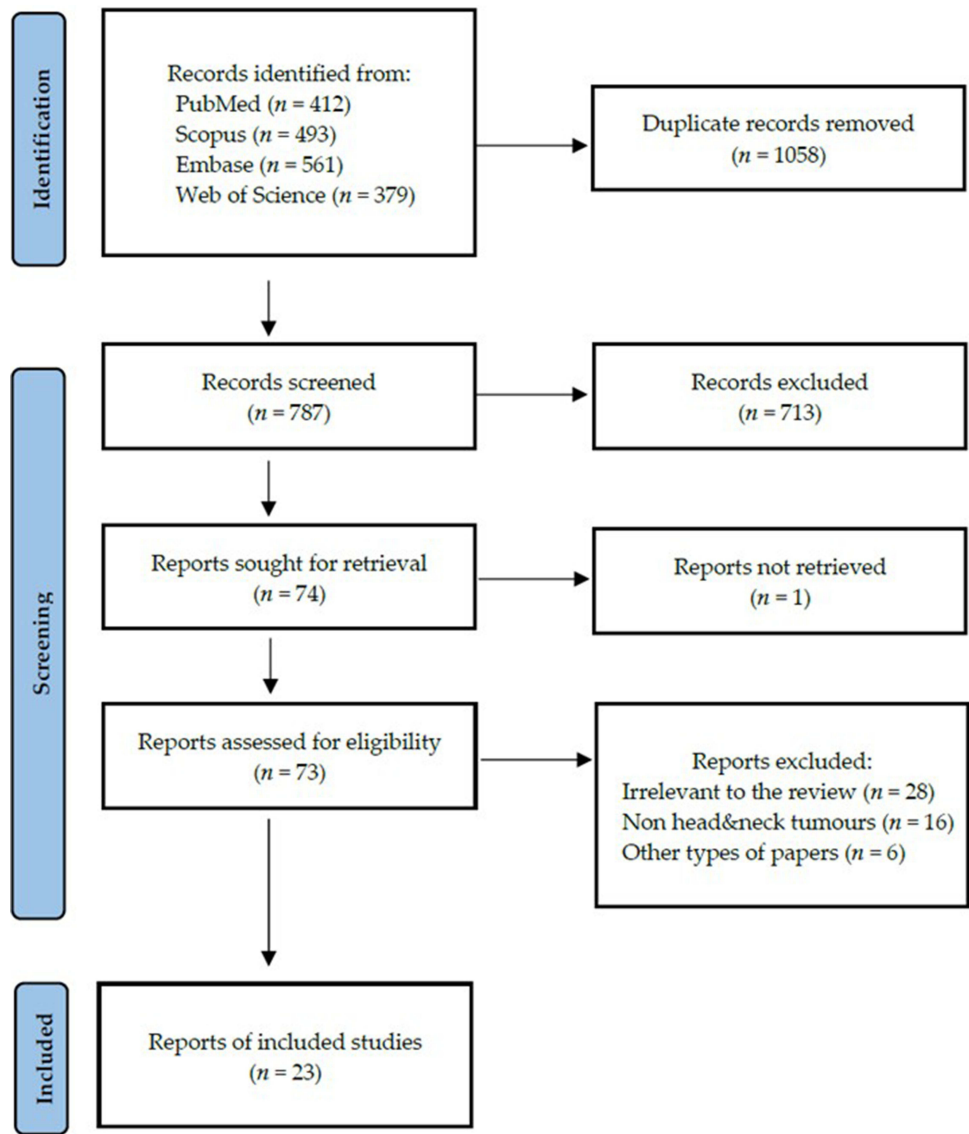 Identification
Records identified from:
PubMed (n = 412)
Scopus (n = 493)
Embase (n = 561)
Web of Science (n = 379)
Duplicate records removed
(n = 1058)
Screening
Records screened
(n = 787)
Records excluded
(n = 713)
Reports sought for retrieval
(n = 74)
Reports not retrieved
(n = 1)
Reports assessed for eligibility
(n = 73)
Reports excluded:
Irrelevant to the review (n = 28)
Non head&neck tumours (n = 16)
Other types of papers (n = 6)
Included
Reports of included studies
(n = 23)